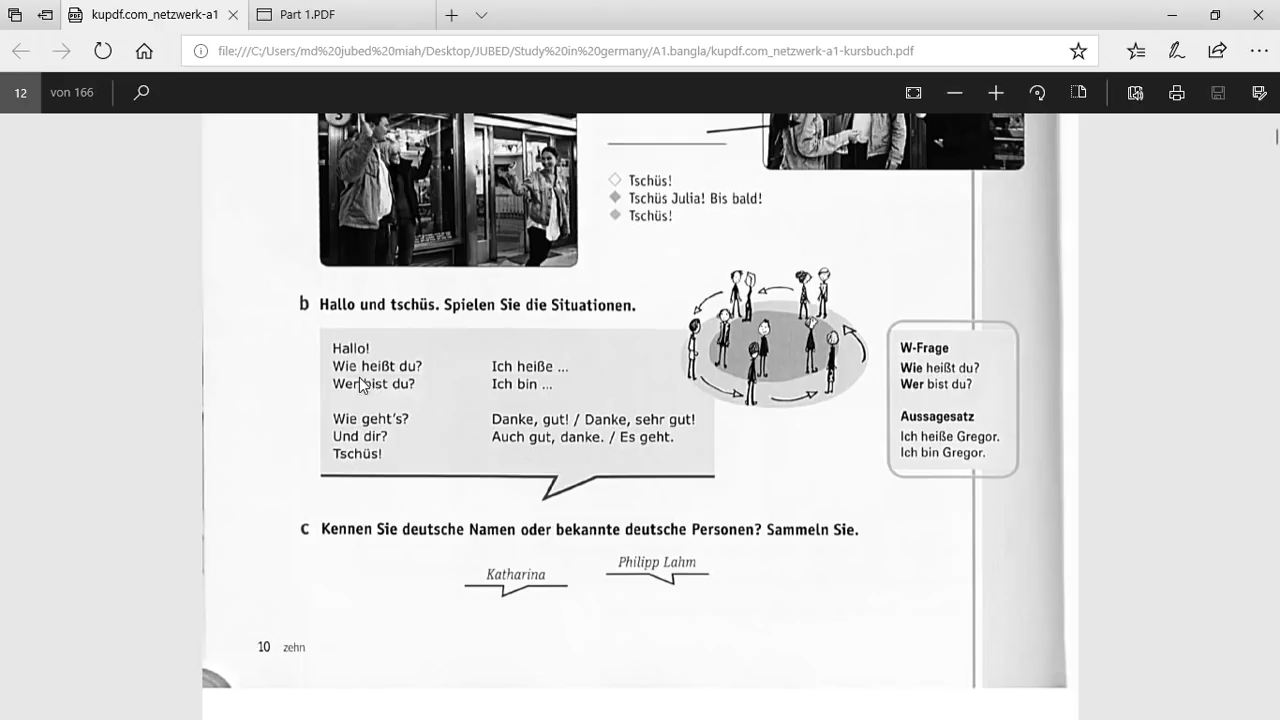 kupdf.com_netzwerk-a1
Part 1.PDF
file:///C:/Users/md%20jubed%20miah/Desktop/JUBED/Study%20in%20germany/A1.bangla/kupdf.com_netzwerk-a1-kursbuch.pdf
12 von 166
Tschüs!
Tschüs Julia! Bis bald!
Tschüs!
b Hallo und tschüs. Spielen Sie die Situationen.
Hallo!
Wie heißt du? Ich heiße ...
Wer bist du? Ich bin ...
Wie geht's? Danke, gut! / Danke, sehr gut!
Und dir? Auch gut, danke. / Es geht.
Tschüs!
W-Frage
Wie heißt du?
Wer bist du?
Aussagesatz
Ich heiße Gregor.
Ich bin Gregor.
c Kennen Sie deutsche Namen oder bekannte deutsche Personen? Sammeln Sie.
Katharina
Philipp Lahm
10 zehn